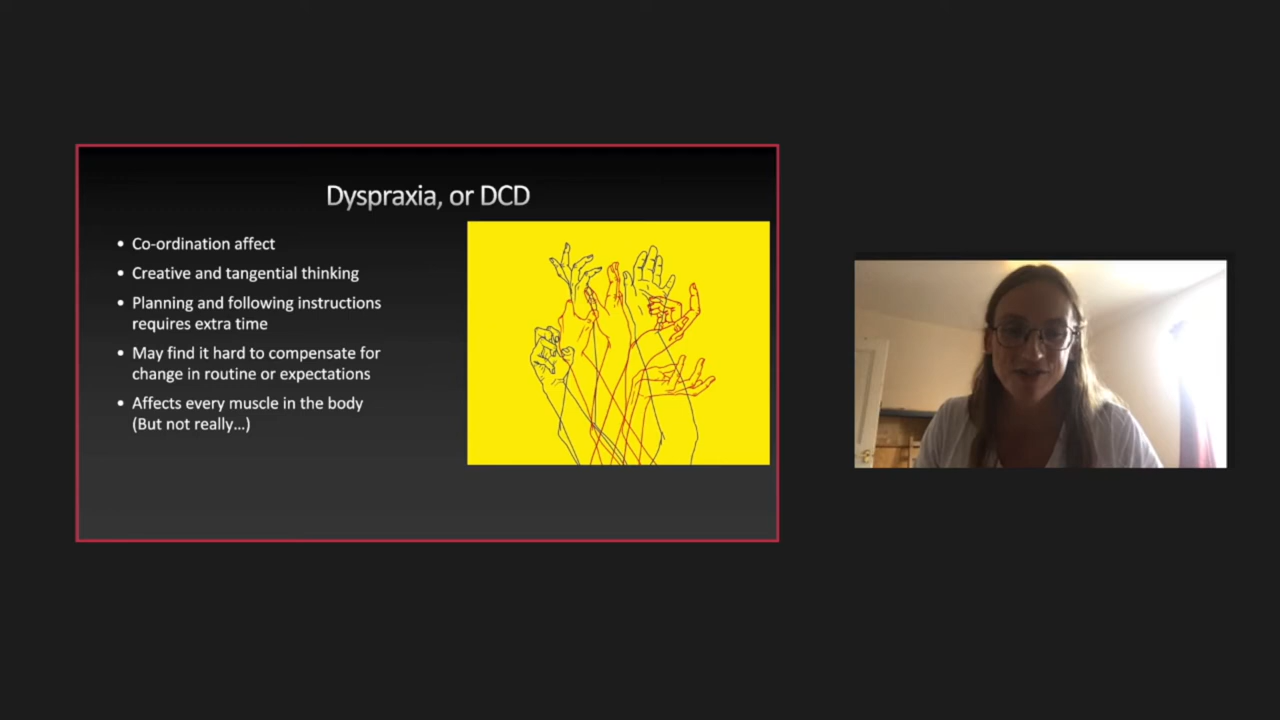 Dyspraxia, or DCD
• Co-ordination affect
• Creative and tangential thinking
• Planning and following instructions
requires extra time
• May find it hard to compensate for
change in routine or expectations
• Affects every muscle in the body
(But not really…)